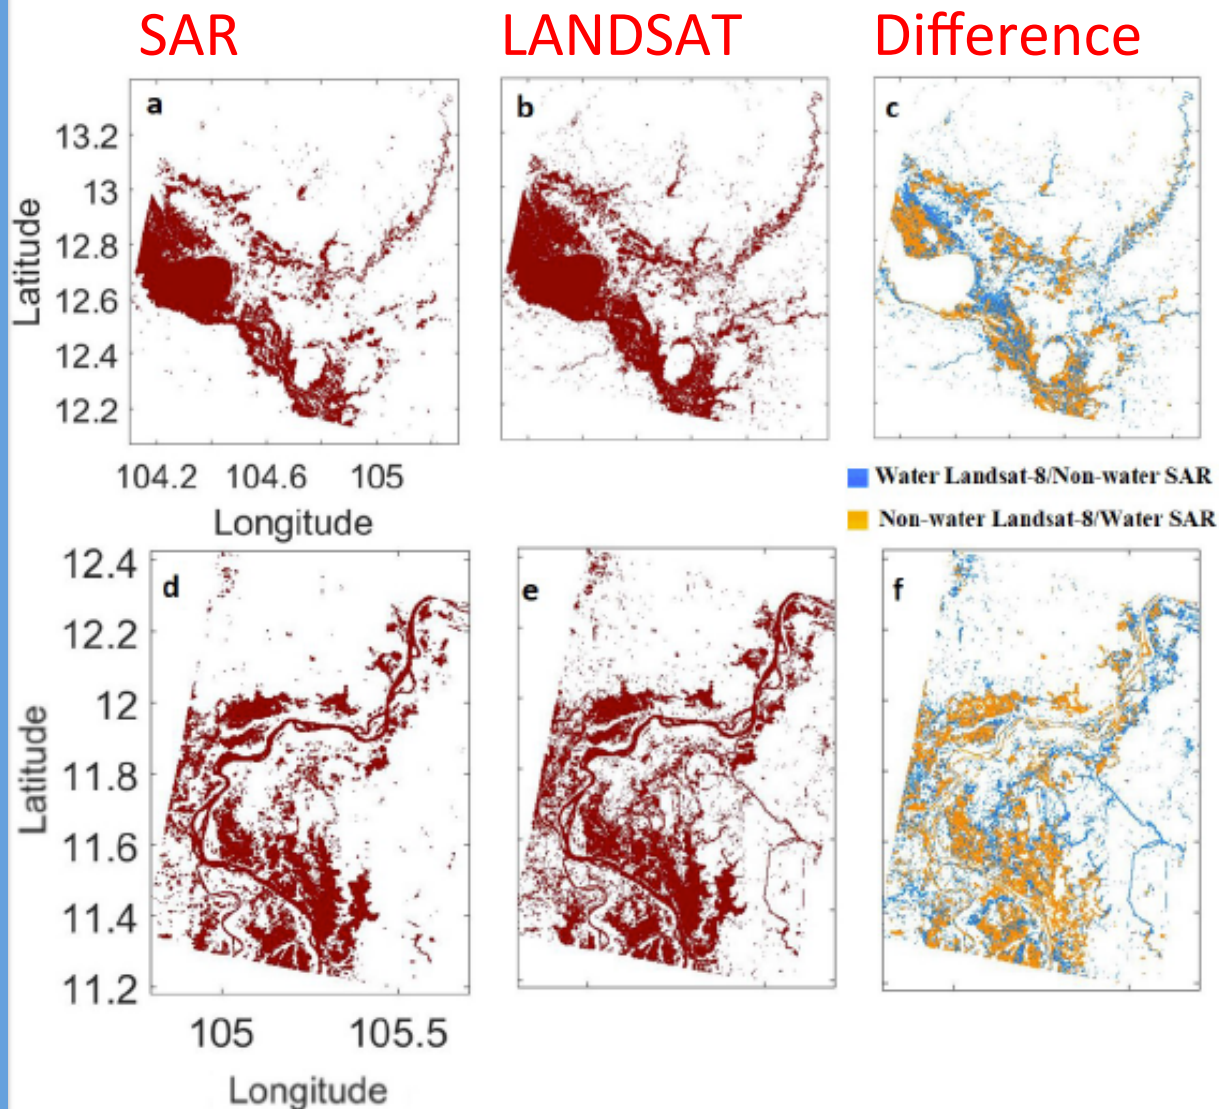 SAR LANDSAT Difference
a b c
13.2
13
12.8
12.6
12.4
12.2
Latitude
104.2 104.6 105
Longitude
Water Landsat-8/Non-water SAR
Non-water Landsat-8/Water SAR
d e f
12.4
12.2
12
11.8
11.6
11.4
11.2
Latitude
105 105.5
Longitude